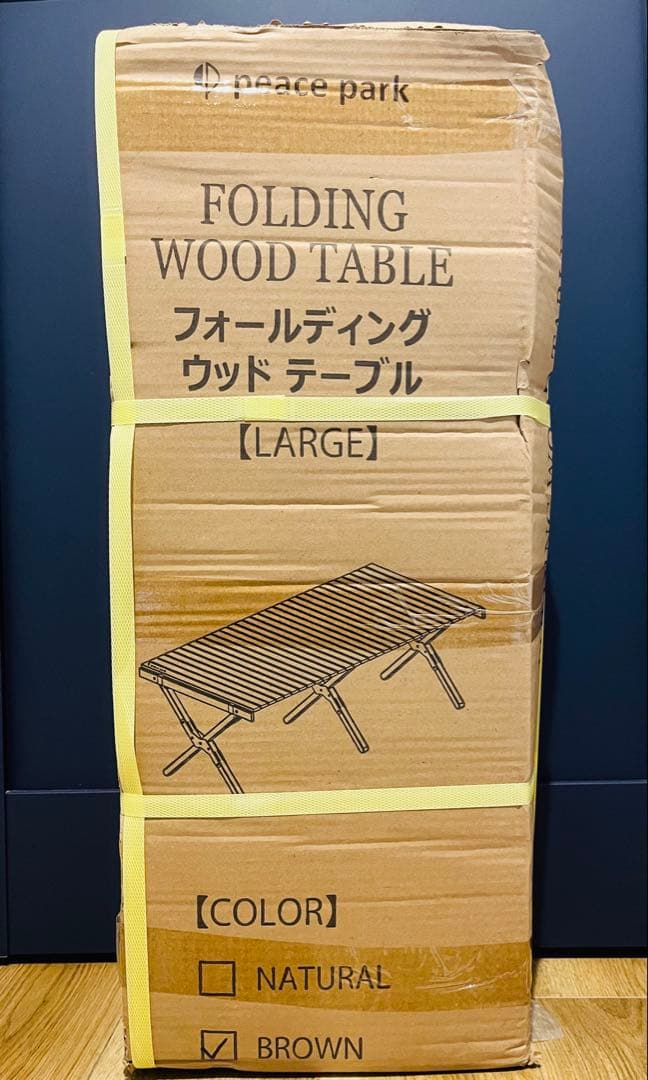 peace park
FOLDING
WOOD TABLE
フォールディング
ウッド テーブル
【LARGE】
【COLOR】
NATURAL
BROWN